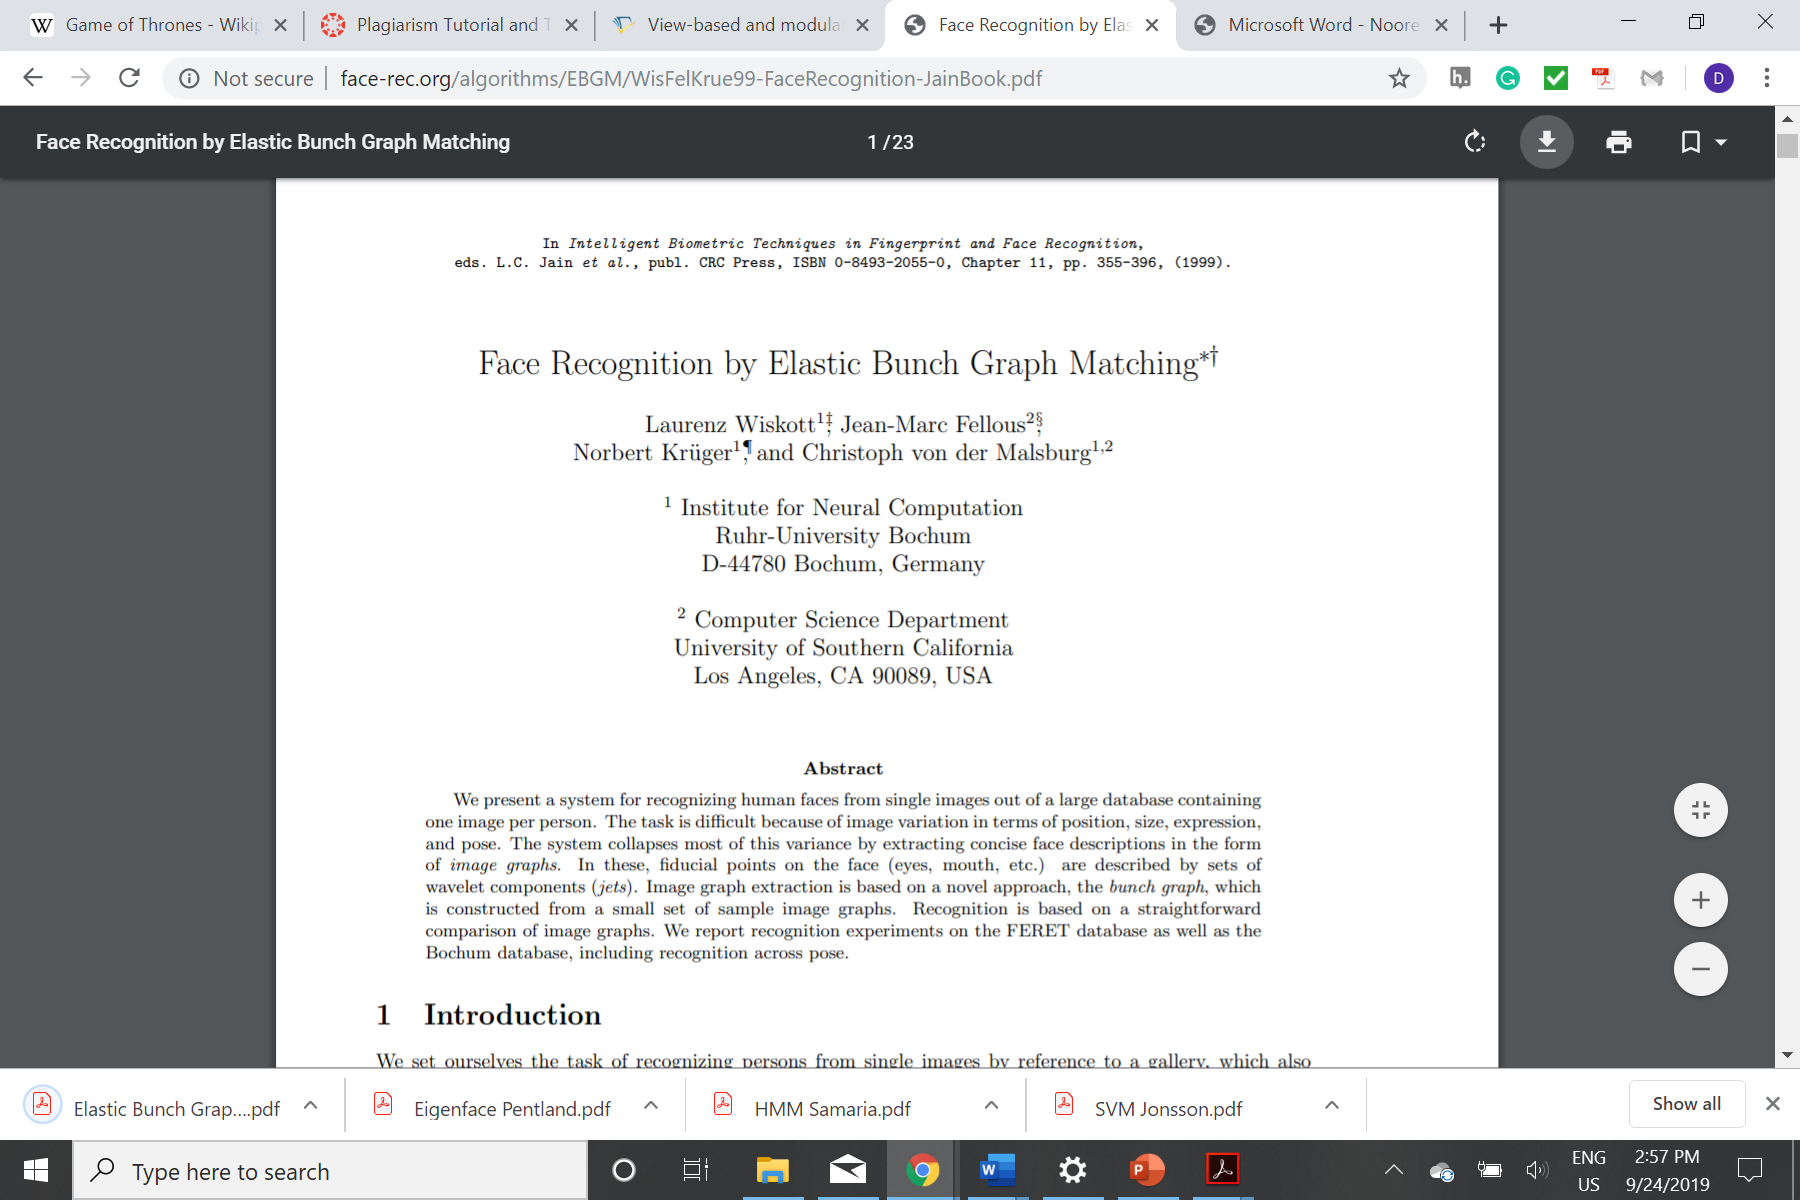 Game of Thrones - Wikip
Plagiarism Tutorial and T
View-based and modula
Face Recognition by Elas
Microsoft Word - Noore
Not secure
face-rec.org/algorithms/EBGM/WisFelKrue99-FaceRecognition-JainBook.pdf
D
Face Recognition by Elastic Bunch Graph Matching
1 / 23
In Intelligent Biometric Techniques in Fingerprint and Face Recognition,
eds. L.C. Jain et al., publ. CRC Press, ISBN 0-8493-2055-0, Chapter 11, pp. 355-396, (1999).
Face Recognition by Elastic Bunch Graph Matching*†
Laurenz Wiskott1‡, Jean-Marc Fellous2§,
Norbert Krüger1¶, and Christoph von der Malsburg1,2
1 Institute for Neural Computation
Ruhr-University Bochum
D-44780 Bochum, Germany
2 Computer Science Department
University of Southern California
Los Angeles, CA 90089, USA
Abstract
We present a system for recognizing human faces from single images out of a large database containing
one image per person. The task is difficult because of image variation in terms of position, size, expression,
and pose. The system collapses most of this variance by extracting concise face descriptions in the form
of image graphs. In these, fiducial points on the face (eyes, mouth, etc.) are described by sets of
wavelet components (jets). Image graph extraction is based on a novel approach, the bunch graph, which
is constructed from a small set of sample image graphs. Recognition is based on a straightforward
comparison of image graphs. We report recognition experiments on the FERET database as well as the
Bochum database, including recognition across pose.
1 Introduction
We set ourselves the task of recognizing persons from single images by reference to a gallery, which also
Elastic Bunch Grap....pdf
Eigenface Pentland.pdf
HMM Samaria.pdf
SVM Jonsson.pdf
Show all
Type here to search
ENG
US
2:57 PM
9/24/2019